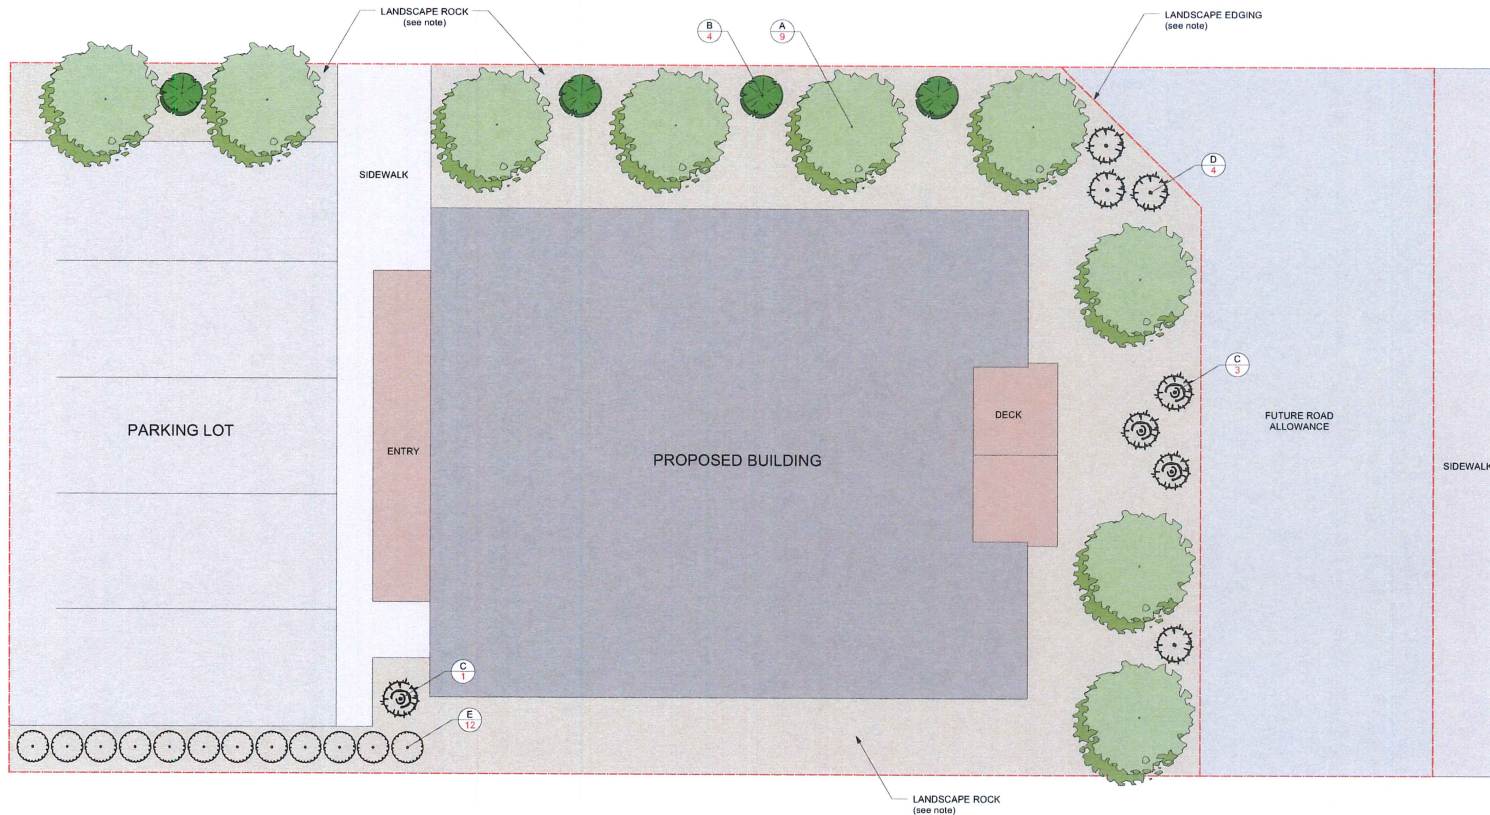 LANDSCAPE ROCK
(see note)
B
4
A
9
LANDSCAPE EDGING
(see note)
SIDEWALK
D
4
C
3
PARKING LOT
ENTRY
PROPOSED BUILDING
DECK
FUTURE ROAD
ALLOWANCE
SIDEWALK
C
1
E
12
LANDSCAPE ROCK
(see note)